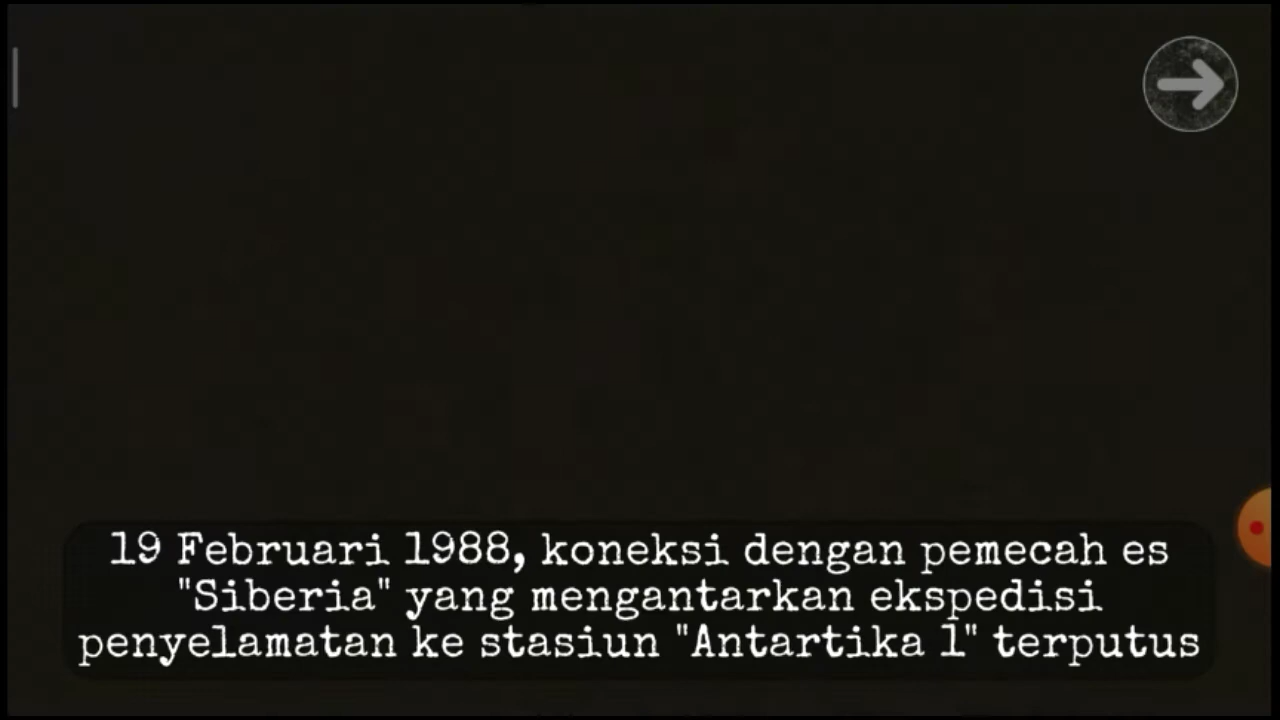 19 Februari 1988, koneksi dengan pemecah es
"Siberia" yang mengantarkan ekspedisi
penyelamatan ke stasiun "Antartika 1" terputus